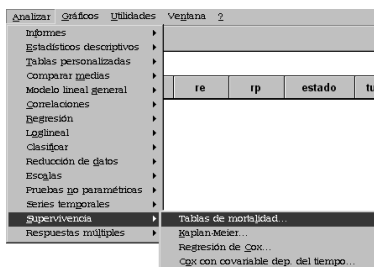 Analizar Gráficos Utilidades Ventana ?
Informes
Estadísticos descriptivos
Tablas personalizadas
Comparar medias
Modelo lineal general
re rp estado tu
Correlaciones
Regresión
Loglineal
Clasificar
Reducción de datos
Escalas
Pruebas no paramétricas
Series temporales
Supervivencia
Tablas de mortalidad...
Respuestas múltiples
Kaplan-Meier...
Regresión de Cox...
Cox con covariable dep. del tiempo...